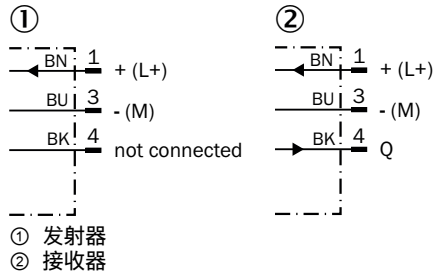 ① ②
BN 1 + (L+) BN 1 + (L+)
BU 3 - (M) BU 3 - (M)
BK 4 not connected BK 4 Q
① 发射器
② 接收器